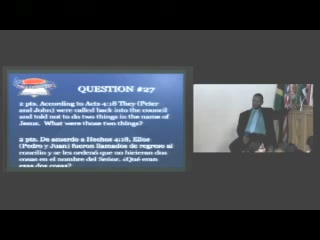 QUESTION #27
2 pts. According to Acts 4:18 They (Peter
and John) were called back into the council
and told not to do two things in the name of
Jesus. What were those two things?
2 pts. De acuerdo a Hechos 4:18, Ellos
(Pedro y Juan) fueron llamados de regreso al
concilio y se les ordenó que no hicieran dos
cosas en el nombre del Señor. ¿Qué eran
esas dos cosas?